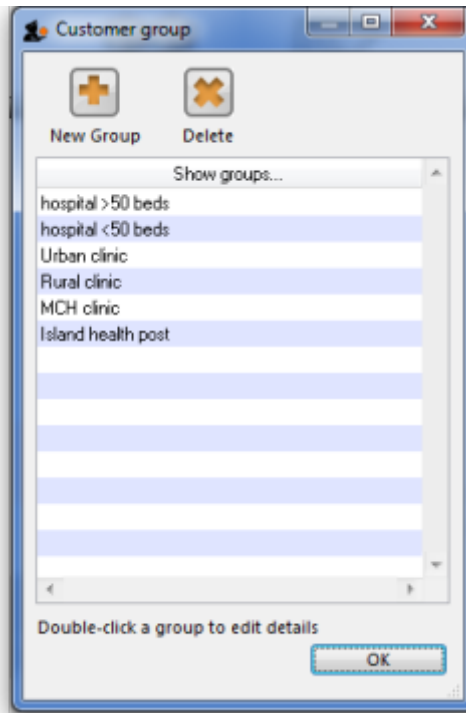 Customer group
New Group Delete
Show groups...
hospital >50 beds
hospital <50 beds
Urban clinic
Rural clinic
MCH clinic
Island health post
Double-click a group to edit details
OK